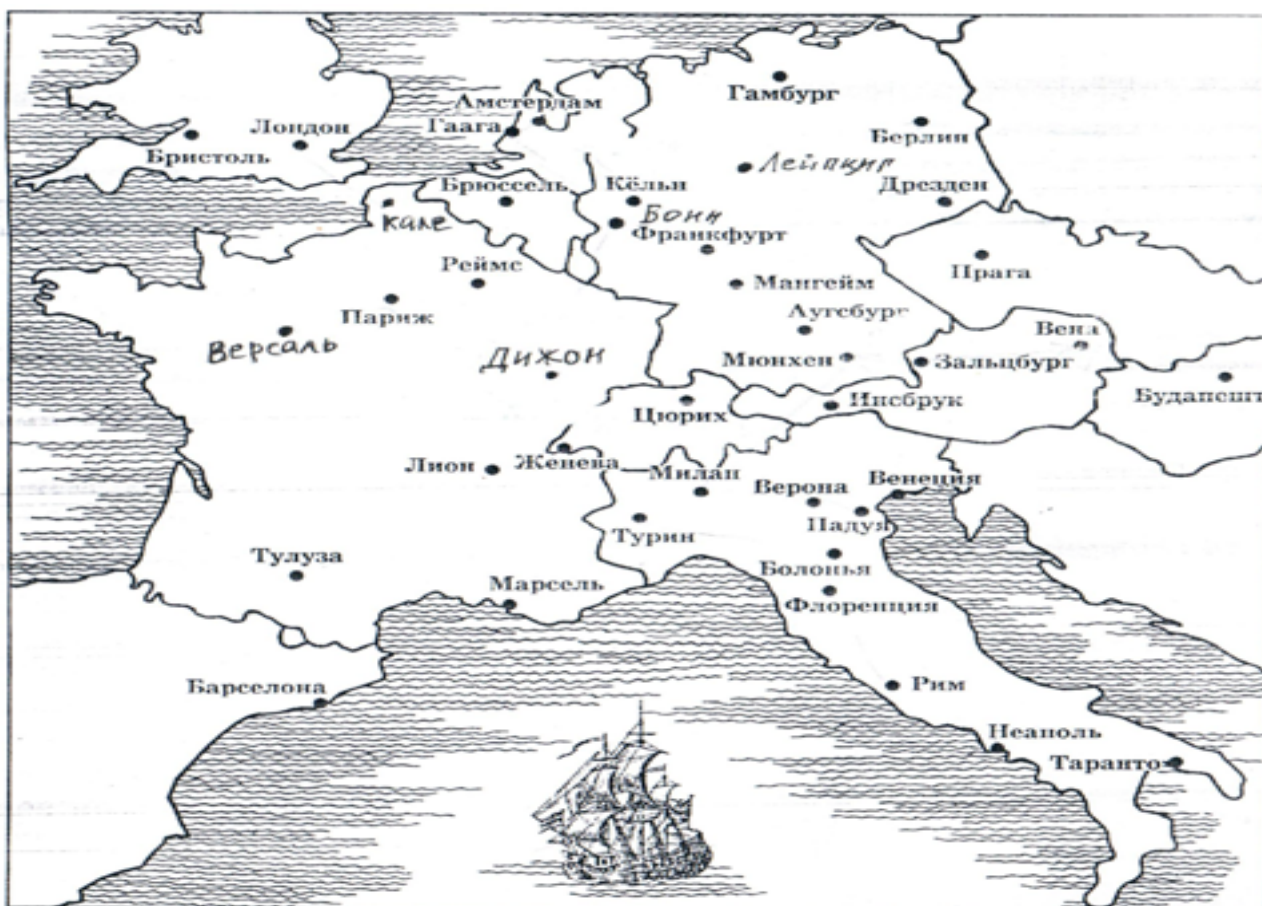 Гамбург
Амстердам
Гаага
Берлин
Лондон
Бристоль
Лейпциг
Брюссель
Кёльн
Дрезден
Кале
Бонн
Франкфурт
Реймс
Прага
Мангейм
Париж
Аугсбург
Версаль
Вена
Дижон
Мюнхен
Зальцбург
Будапешт
Цюрих
Инсбрук
Лион
Женева
Милан
Верона
Венеция
Турин
Падуя
Тулуза
Болонья
Марсель
Флоренция
Барселона
Рим
Неаполь
Таранто